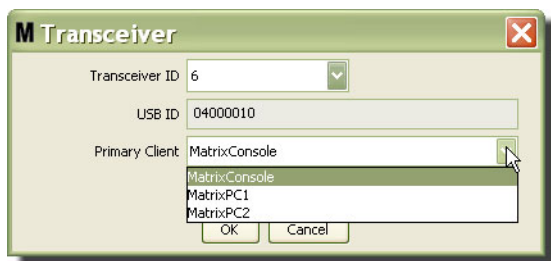 M Transceiver
Transceiver ID 6
USB ID 04000010
Primary Client MatrixConsole
MatrixConsole
MatrixPC1
MatrixPC2
OK Cancel